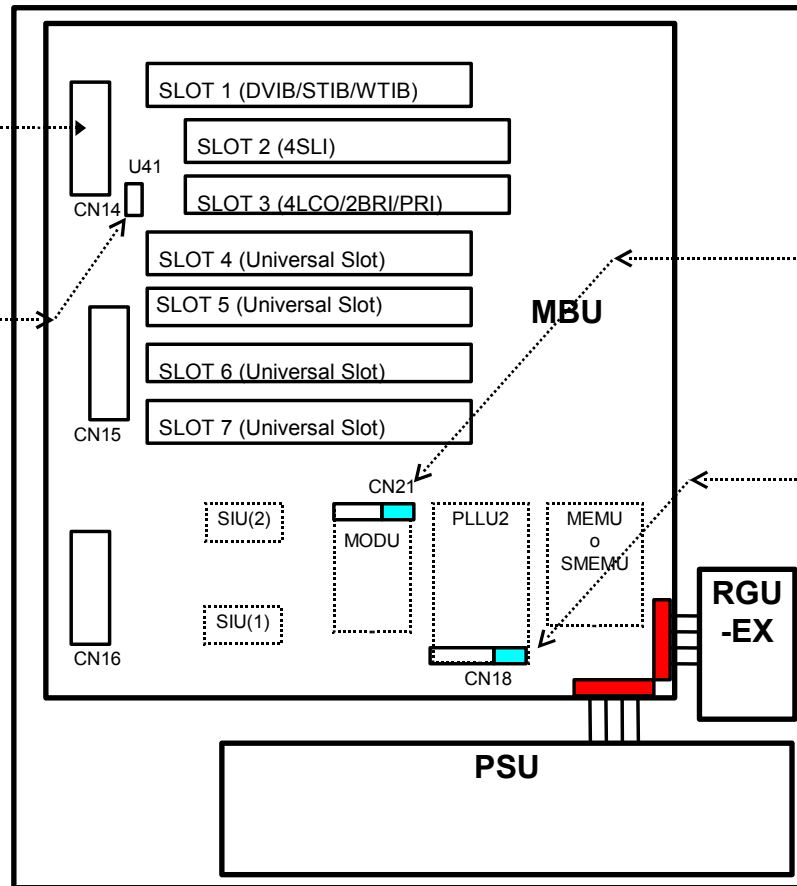 SLOT 1 (DVIB/STIB/WTIB)
SLOT 2 (4SLI)
U41
CN14
SLOT 3 (4LCO/2BRI/PRI)
SLOT 4 (Universal Slot)
SLOT 5 (Universal Slot)
MBU
SLOT 6 (Universal Slot)
SLOT 7 (Universal Slot)
CN15
CN21
SIU(2)
MODU
PLLU2
MEMU
o
SMEMU
SIU(1)
CN16
CN18
RGU
-EX
PSU